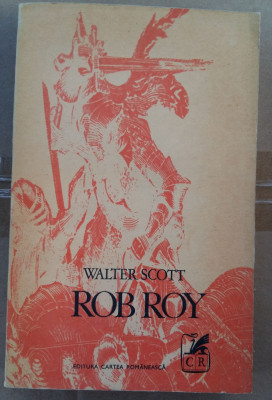 WALTER SCOTT
ROB ROY
EDITURA CARTEA ROMÂNEASCĂ
CR